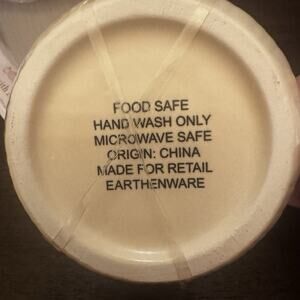 FOOD SAFE
HAND WASH ONLY
MICROWAVE SAFE
ORIGIN: CHINA
MADE FOR RETAIL
EARTHENWARE